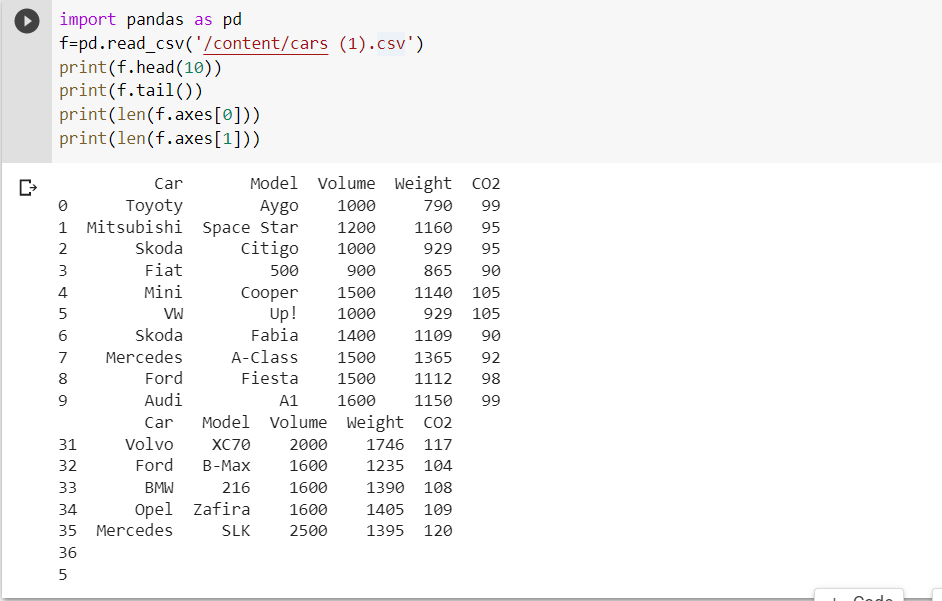 import pandas as pd
f=pd.read_csv('/content/cars (1).csv')
print(f.head(10))
print(f.tail())
print(len(f.axes[0]))
print(len(f.axes[1]))
Car Model Volume Weight CO2
0 Toyoty Aygo 1000 790 99
1 Mitsubishi Space Star 1200 1160 95
2 Skoda Citigo 1000 929 95
3 Fiat 500 900 865 90
4 Mini Cooper 1500 1140 105
5 VW Up! 1000 929 105
6 Skoda Fabia 1400 1109 90
7 Mercedes A-Class 1500 1365 92
8 Ford Fiesta 1500 1112 98
9 Audi A1 1600 1150 99
Car Model Volume Weight CO2
31 Volvo XC70 2000 1746 117
32 Ford B-Max 1600 1235 104
33 BMW 216 1600 1390 108
34 Opel Zafira 1600 1405 109
35 Mercedes SLK 2500 1395 120
36
5
+ Code